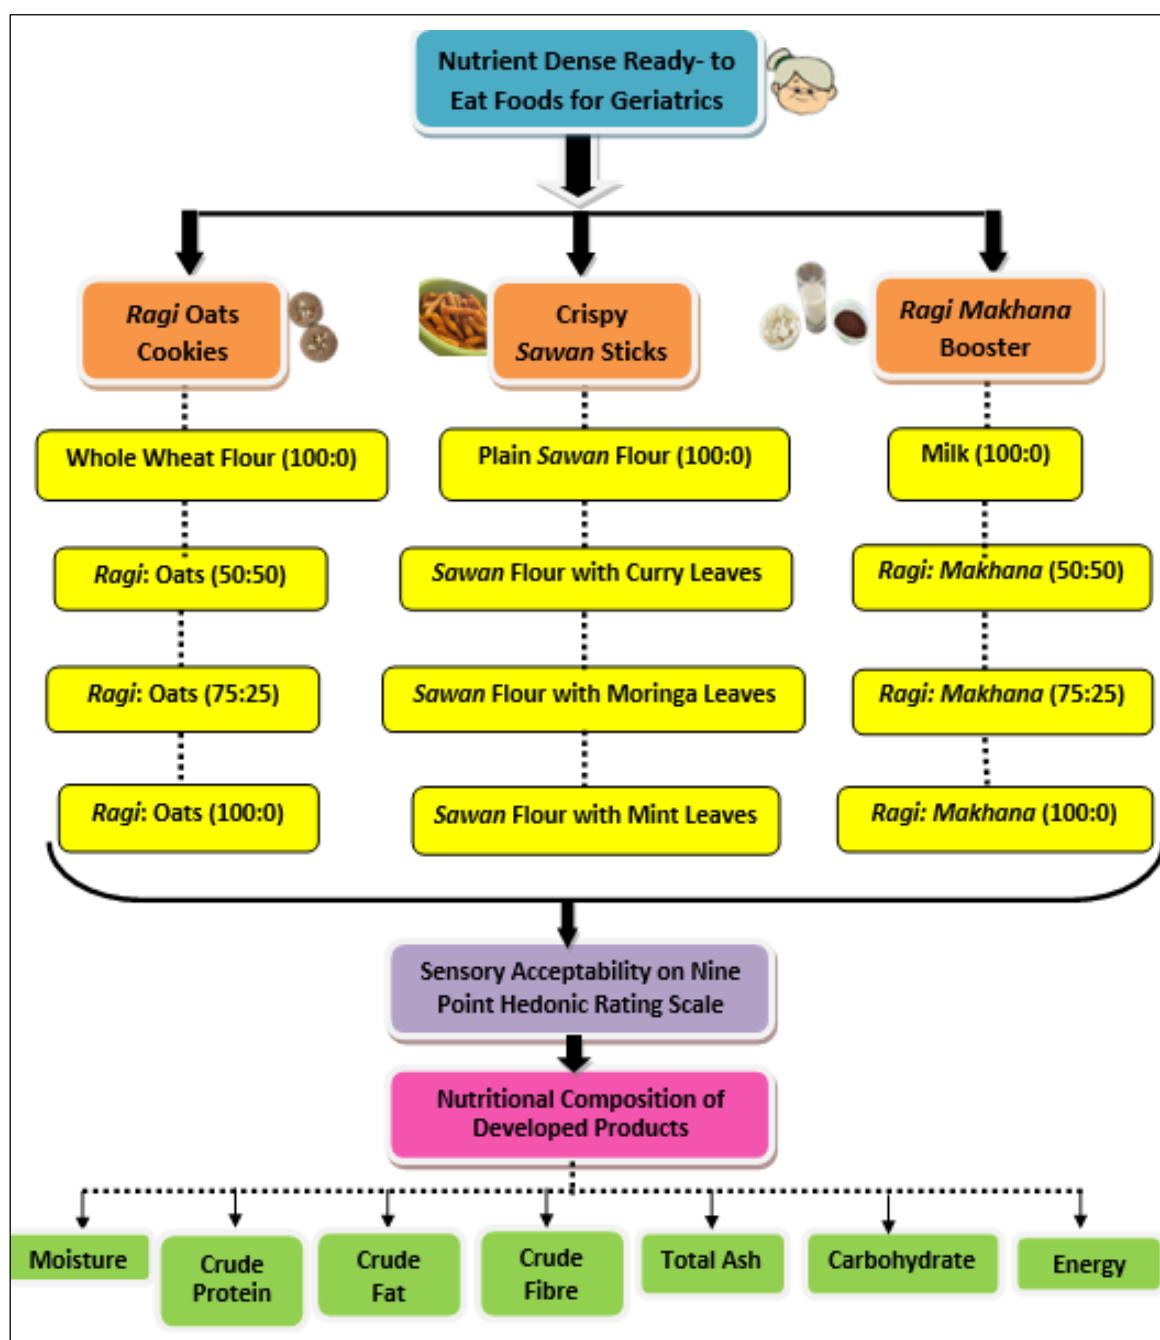 Nutrient Dense Ready- to
Eat Foods for Geriatrics
Ragi Oats
Cookies
Crispy
Sawan Sticks
Ragi Makhana
Booster
Whole Wheat Flour (100:0)
Plain Sawan Flour (100:0)
Milk (100:0)
Ragi: Oats (50:50)
Sawan Flour with Curry Leaves
Ragi: Makhana (50:50)
Ragi: Oats (75:25)
Sawan Flour with Moringa Leaves
Ragi: Makhana (75:25)
Ragi: Oats (100:0)
Sawan Flour with Mint Leaves
Ragi: Makhana (100:0)
Sensory Acceptability on Nine
Point Hedonic Rating Scale
Nutritional Composition of
Developed Products
Moisture
Crude
Protein
Crude
Fat
Crude
Fibre
Total Ash
Carbohydrate
Energy